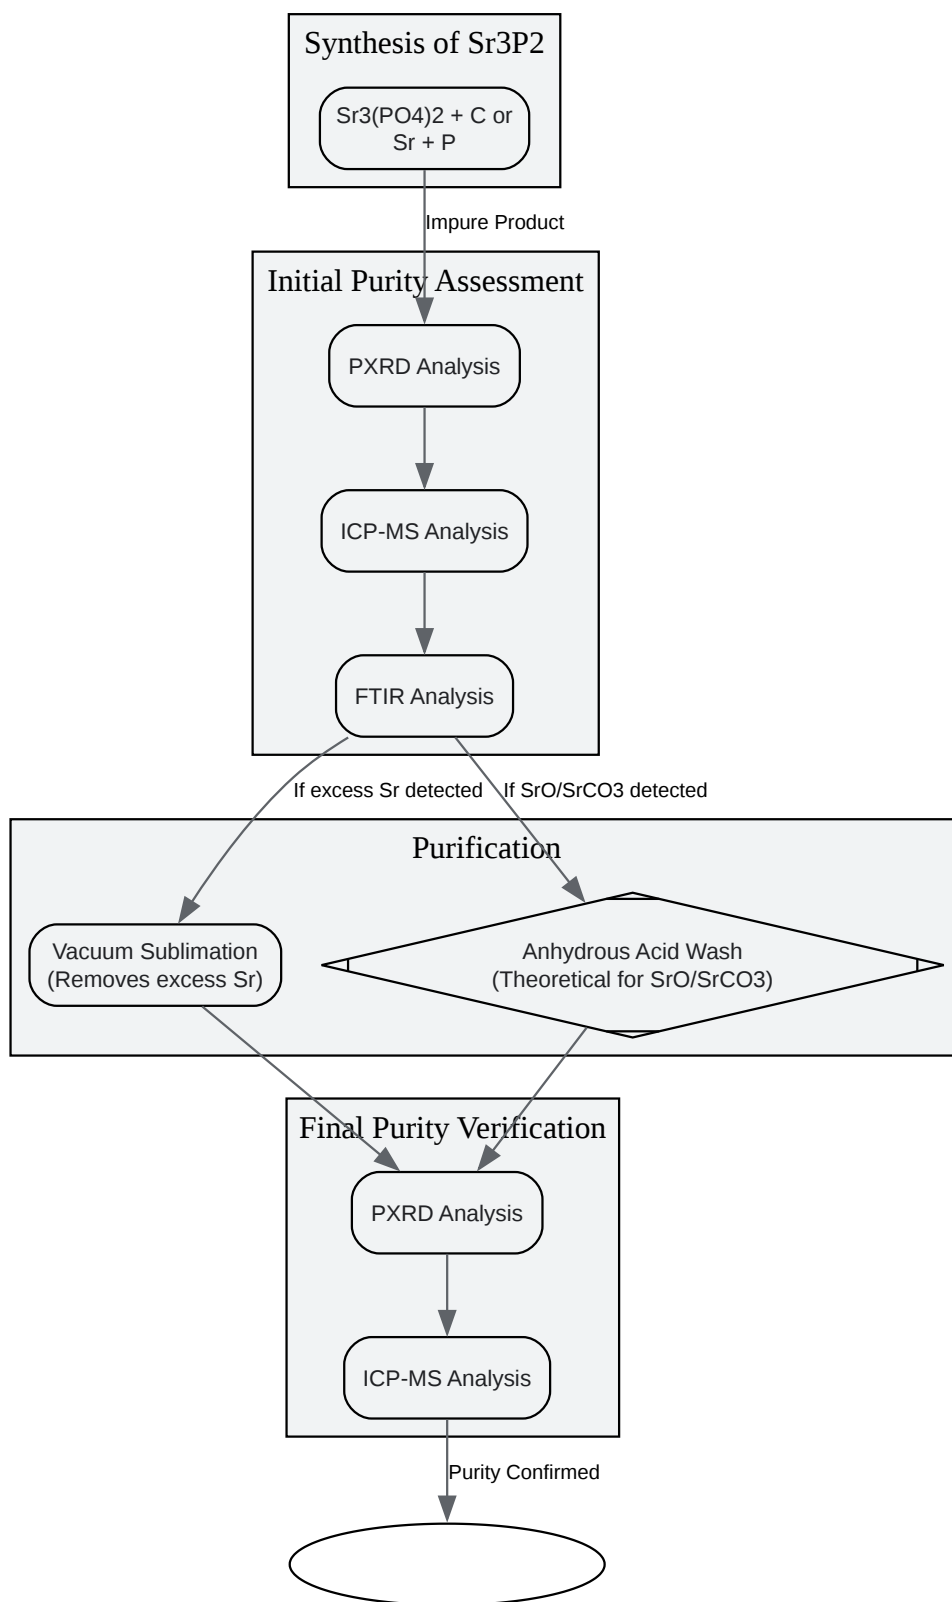 Synthesis of Sr3P2
Sr3(PO4)2 + C or
Sr + P
Impure Product
Initial Purity Assessment
PXRD Analysis
ICP-MS Analysis
FTIR Analysis
If excess Sr detected
If SrO/SrCO3 detected
Purification
Vacuum Sublimation
(Removes excess Sr)
Anhydrous Acid Wash
(Theoretical for SrO/SrCO3)
Final Purity Verification
PXRD Analysis
ICP-MS Analysis
Purity Confirmed